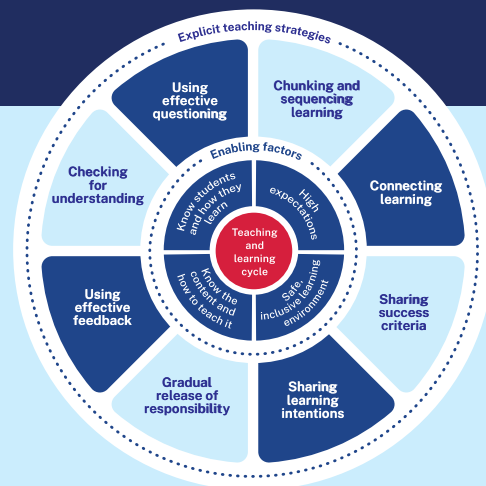 Explicit teaching strategies
Using
effective
questioning
Chunking and
sequencing
learning
Checking
for
understanding
Connecting
learning
Enabling factors
Know students
and how they
learn
High
expectations
Teaching
and
learning
cycle
Know the
content and
how to teach it
Safe,
inclusive learning
environment
Using
effective
feedback
Sharing
success
criteria
Gradual
release of
responsibility
Sharing
learning
intentions